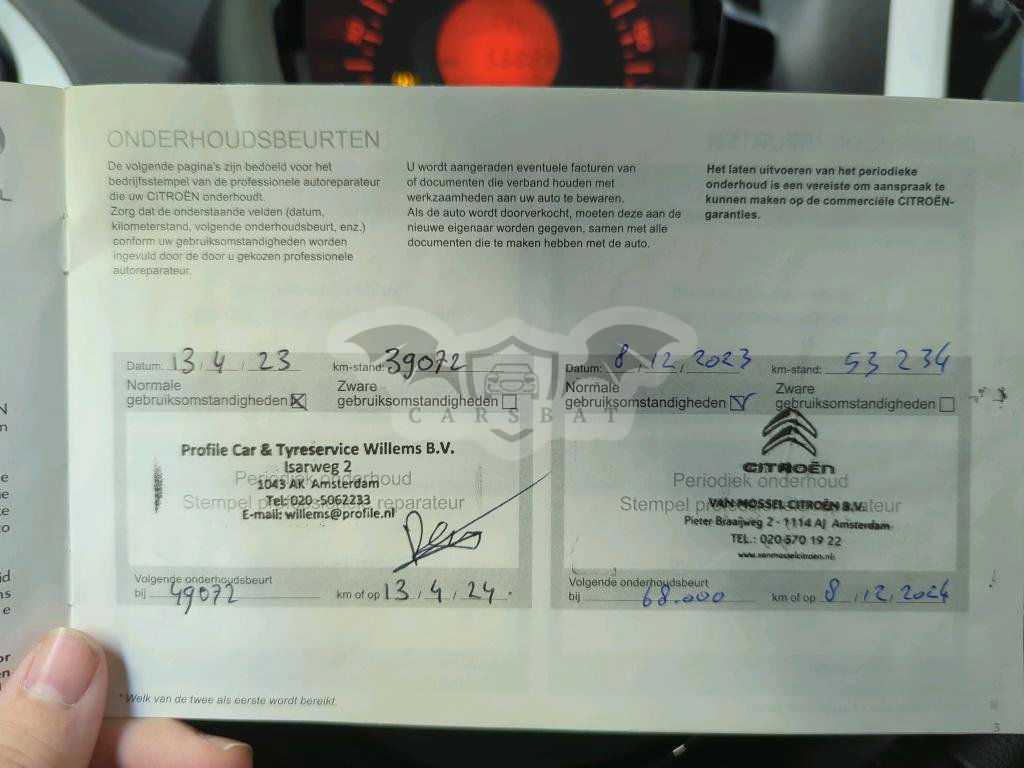 ONDERHOUDSBEURTEN
De volgende pagina's zijn bedoeld voor het
bedrijfsstempel van de professionele autoreparateur
die uw CITROËN onderhoudt.
Zorg dat de onderstaande velden (datum,
kilometerstand, volgende onderhoudsbeurt, enz.)
conform uw gebruiksomstandigheden worden
ingevuld door de door u gekozen professionele
autoreparateur.
U wordt aangeraden eventuele facturen van
of documenten die verband houden met
werkzaamheden aan uw auto te bewaren.
Als de auto wordt doorverkocht, moeten deze aan de
nieuwe eigenaar worden gegeven, samen met alle
documenten die te maken hebben met de auto.
Het laten uitvoeren van het periodieke
onderhoud is een vereiste om aanspraak te
kunnen maken op de commerciële CITROËN-
garanties.
Datum: 13, 4, 23 km-stand: 39072
Normale
gebruiksomstandigheden
Zware
gebruiksomstandigheden
Profile Car & Tyreservice Willems B.V.
Isarweg 2
Periodiek onderhoud
1043 AK Amsterdam
Tel: 020-5062233
E-mail: willems@profile.nl
Volgende onderhoudsbeurt
bij 49072 km of op 13, 4, 24.
Datum: 8, 12, 2023 km-stand: 53 234
Normale
gebruiksomstandigheden
Zware
gebruiksomstandigheden
CITROËN
Periodiek onderhoud
VAN MOSSEL CITROËN B.V.
Pieter Braaijweg 2 - 1114 AJ Amsterdam
TEL.: 020 570 19 22
www.vanmosselcitroen.nl
Volgende onderhoudsbeurt
bij 68.000 km of op 8, 12, 2024
CARSBAT
* Welk van de twee als eerste wordt bereikt.
3